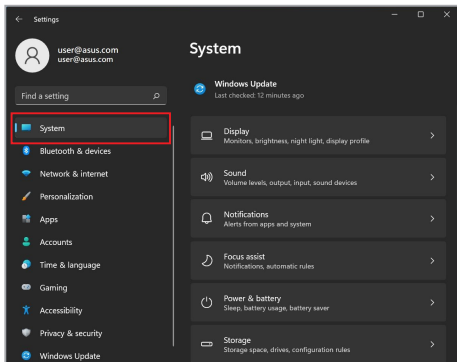 Settings
user@asus.com
user@asus.com
Find a setting
System
Bluetooth & devices
Network & internet
Personalization
Apps
Accounts
Time & language
Gaming
Accessibility
Privacy & security
Windows Update
System
Windows Update
Last checked: 12 minutes ago
Display
Monitors, brightness, night light, display profile
Sound
Volume levels, output, input, sound devices
Notifications
Alerts from apps and system
Focus assist
Notifications, automatic rules
Power & battery
Sleep, battery usage, battery saver
Storage
Storage space, drives, configuration rules